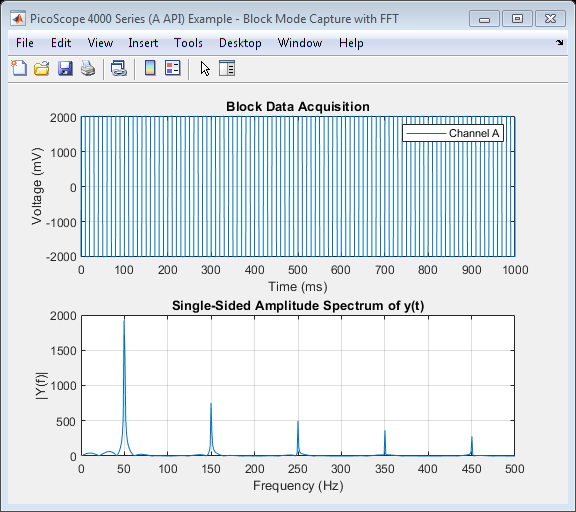 PicoScope 4000 Series (A API) Example - Block Mode Capture with FFT
File Edit View Insert Tools Desktop Window Help
Block Data Acquisition
2000
1000
0
-1000
-2000
Voltage (mV)
Channel A
0 100 200 300 400 500 600 700 800 900 1000
Time (ms)
Single-Sided Amplitude Spectrum of y(t)
2000
1500
1000
500
0
|Y(f)|
0 50 100 150 200 250 300 350 400 450 500
Frequency (Hz)